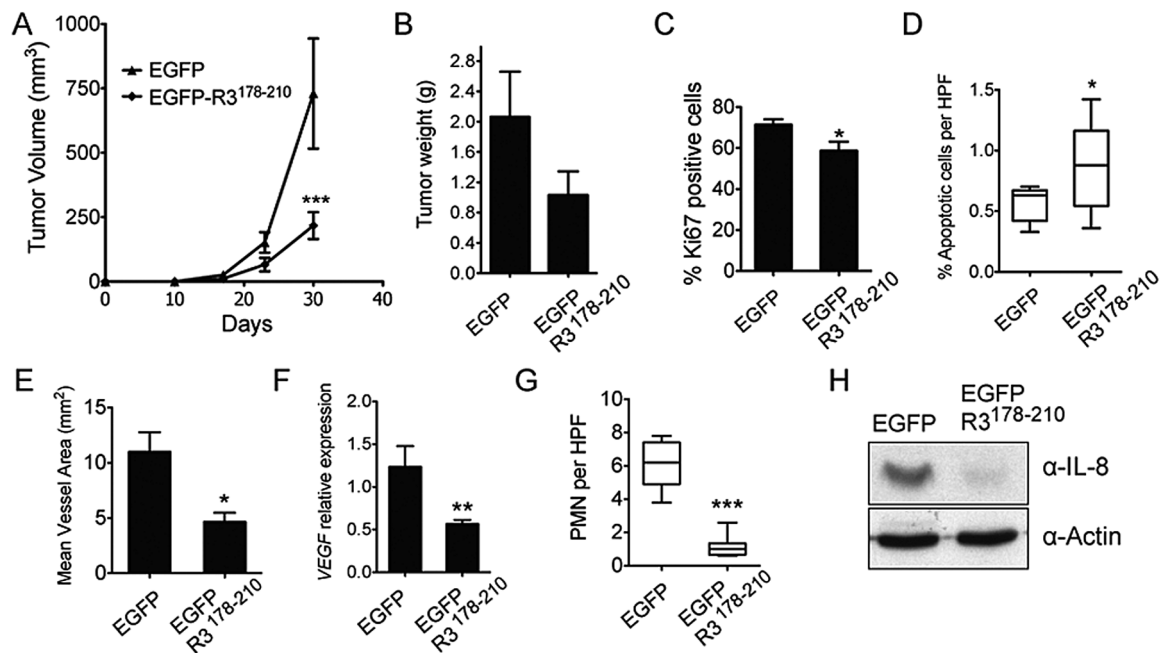 A
Tumor Volume (mm³)
1000
750
500
250
0
0
10
20
30
40
Days
EGFP
EGFP-R3¹⁷⁸⁻²¹⁰
***
B
Tumor weight (g)
2.8
2.4
2.0
1.6
1.2
0.8
0.4
0.0
EGFP
EGFP
R3 178-210
C
% Ki67 positive cells
80
60
40
20
0
*
EGFP
EGFP
R3 178-210
D
% Apoptotic cells per HPF
1.5
1.0
0.5
0.0
*
EGFP
EGFP
R3 178-210
E
Mean Vessel Area (mm²)
15
10
5
0
*
EGFP
EGFP
R3 178-210
F
VEGF relative expression
2.0
1.5
1.0
0.5
0.0
**
EGFP
EGFP
R3 178-210
G
PMN per HPF
10
8
6
4
2
0
***
EGFP
EGFP
R3 178-210
H
EGFP
EGFP
R3¹⁷⁸⁻²¹⁰
α-IL-8
α-Actin